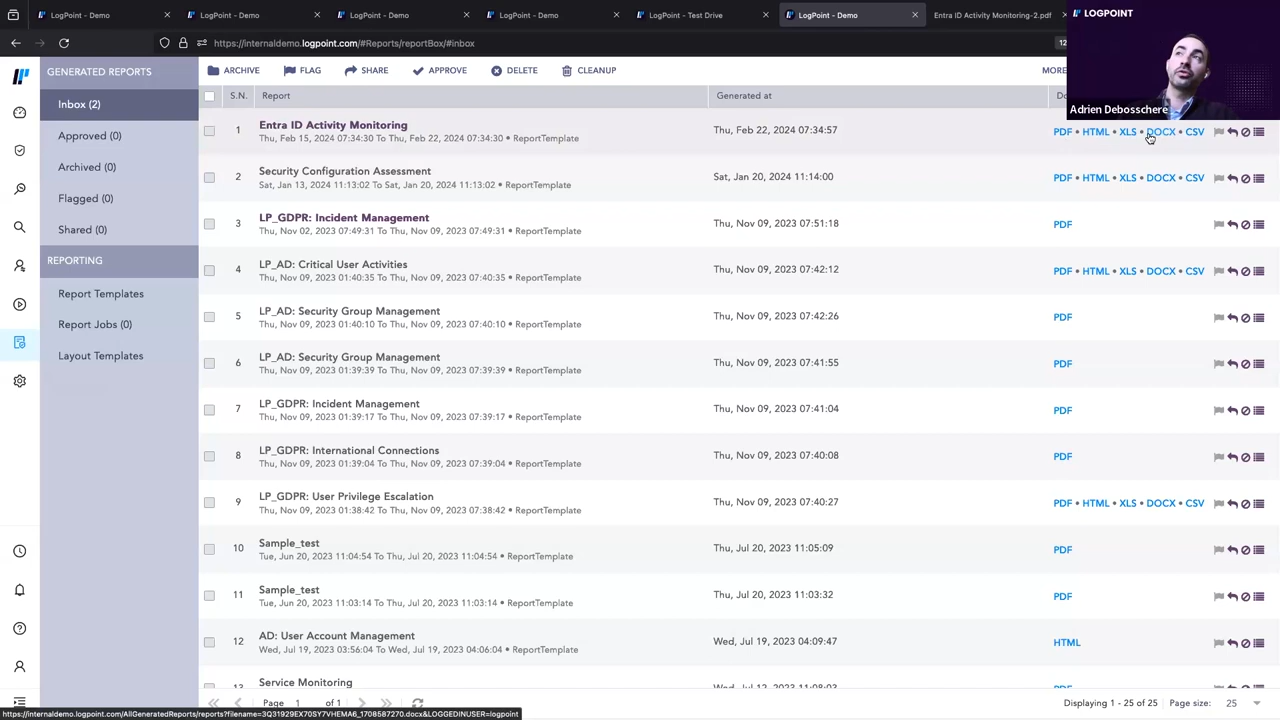 LogPoint - Demo
LogPoint - Demo
LogPoint - Demo
LogPoint - Demo
LogPoint - Test Drive
LogPoint - Demo
Entra ID Activity Monitoring-2.pdf
LOGPOINT
https://internaldemo.logpoint.com/#Reports/reportBox/#inbox
GENERATED REPORTS
ARCHIVE FLAG SHARE APPROVE DELETE CLEANUP
MORE
Adrien Debosschere
Inbox (2)
Approved (0)
Archived (0)
Flagged (0)
Shared (0)
REPORTING
Report Templates
Report Jobs (0)
Layout Templates
S.N. Report Generated at
1 Entra ID Activity Monitoring Thu, Feb 22, 2024 07:34:57 PDF • HTML • XLS • DOCX • CSV
Thu, Feb 15, 2024 07:34:30 To Thu, Feb 22, 2024 07:34:30 • ReportTemplate
2 Security Configuration Assessment Sat, Jan 20, 2024 11:14:00 PDF • HTML • XLS • DOCX • CSV
Sat, Jan 13, 2024 11:13:02 To Sat, Jan 20, 2024 11:13:02 • ReportTemplate
3 LP_GDPR: Incident Management Thu, Nov 09, 2023 07:51:18 PDF
Thu, Nov 02, 2023 07:49:31 To Thu, Nov 09, 2023 07:49:31 • ReportTemplate
4 LP_AD: Critical User Activities Thu, Nov 09, 2023 07:42:12 PDF • HTML • XLS • DOCX • CSV
Thu, Nov 09, 2023 01:40:35 To Thu, Nov 09, 2023 07:40:35 • ReportTemplate
5 LP_AD: Security Group Management Thu, Nov 09, 2023 07:42:26 PDF
Thu, Nov 09, 2023 01:40:10 To Thu, Nov 09, 2023 07:40:10 • ReportTemplate
6 LP_AD: Security Group Management Thu, Nov 09, 2023 07:41:55 PDF
Thu, Nov 09, 2023 01:39:39 To Thu, Nov 09, 2023 07:39:39 • ReportTemplate
7 LP_GDPR: Incident Management Thu, Nov 09, 2023 07:41:04 PDF
Thu, Nov 09, 2023 01:39:17 To Thu, Nov 09, 2023 07:39:17 • ReportTemplate
8 LP_GDPR: International Connections Thu, Nov 09, 2023 07:40:08 PDF
Thu, Nov 09, 2023 01:39:04 To Thu, Nov 09, 2023 07:39:04 • ReportTemplate
9 LP_GDPR: User Privilege Escalation Thu, Nov 09, 2023 07:40:27 PDF • HTML • XLS • DOCX • CSV
Thu, Nov 09, 2023 01:38:42 To Thu, Nov 09, 2023 07:38:42 • ReportTemplate
10 Sample_test Thu, Jul 20, 2023 11:05:09 PDF
Tue, Jun 20, 2023 11:04:54 To Thu, Jul 20, 2023 11:04:54 • ReportTemplate
11 Sample_test Thu, Jul 20, 2023 11:03:32 PDF
Tue, Jun 20, 2023 11:03:14 To Thu, Jul 20, 2023 11:03:14 • ReportTemplate
12 AD: User Account Management Wed, Jul 19, 2023 04:09:47 HTML
Wed, Jul 19, 2023 03:56:04 To Wed, Jul 19, 2023 04:06:04 • ReportTemplate
13 Service Monitoring Wed, Jul 12, 2023 11:08:03 PDF
Page 1 of 1
Displaying 1 - 25 of 25 Page size: 25
https://internaldemo.logpoint.com/AllGeneratedReports/reports?filename=3Q31929EX70SY7VHEMA6_1708587270.docx&LOGGEDINUSER=logpoint